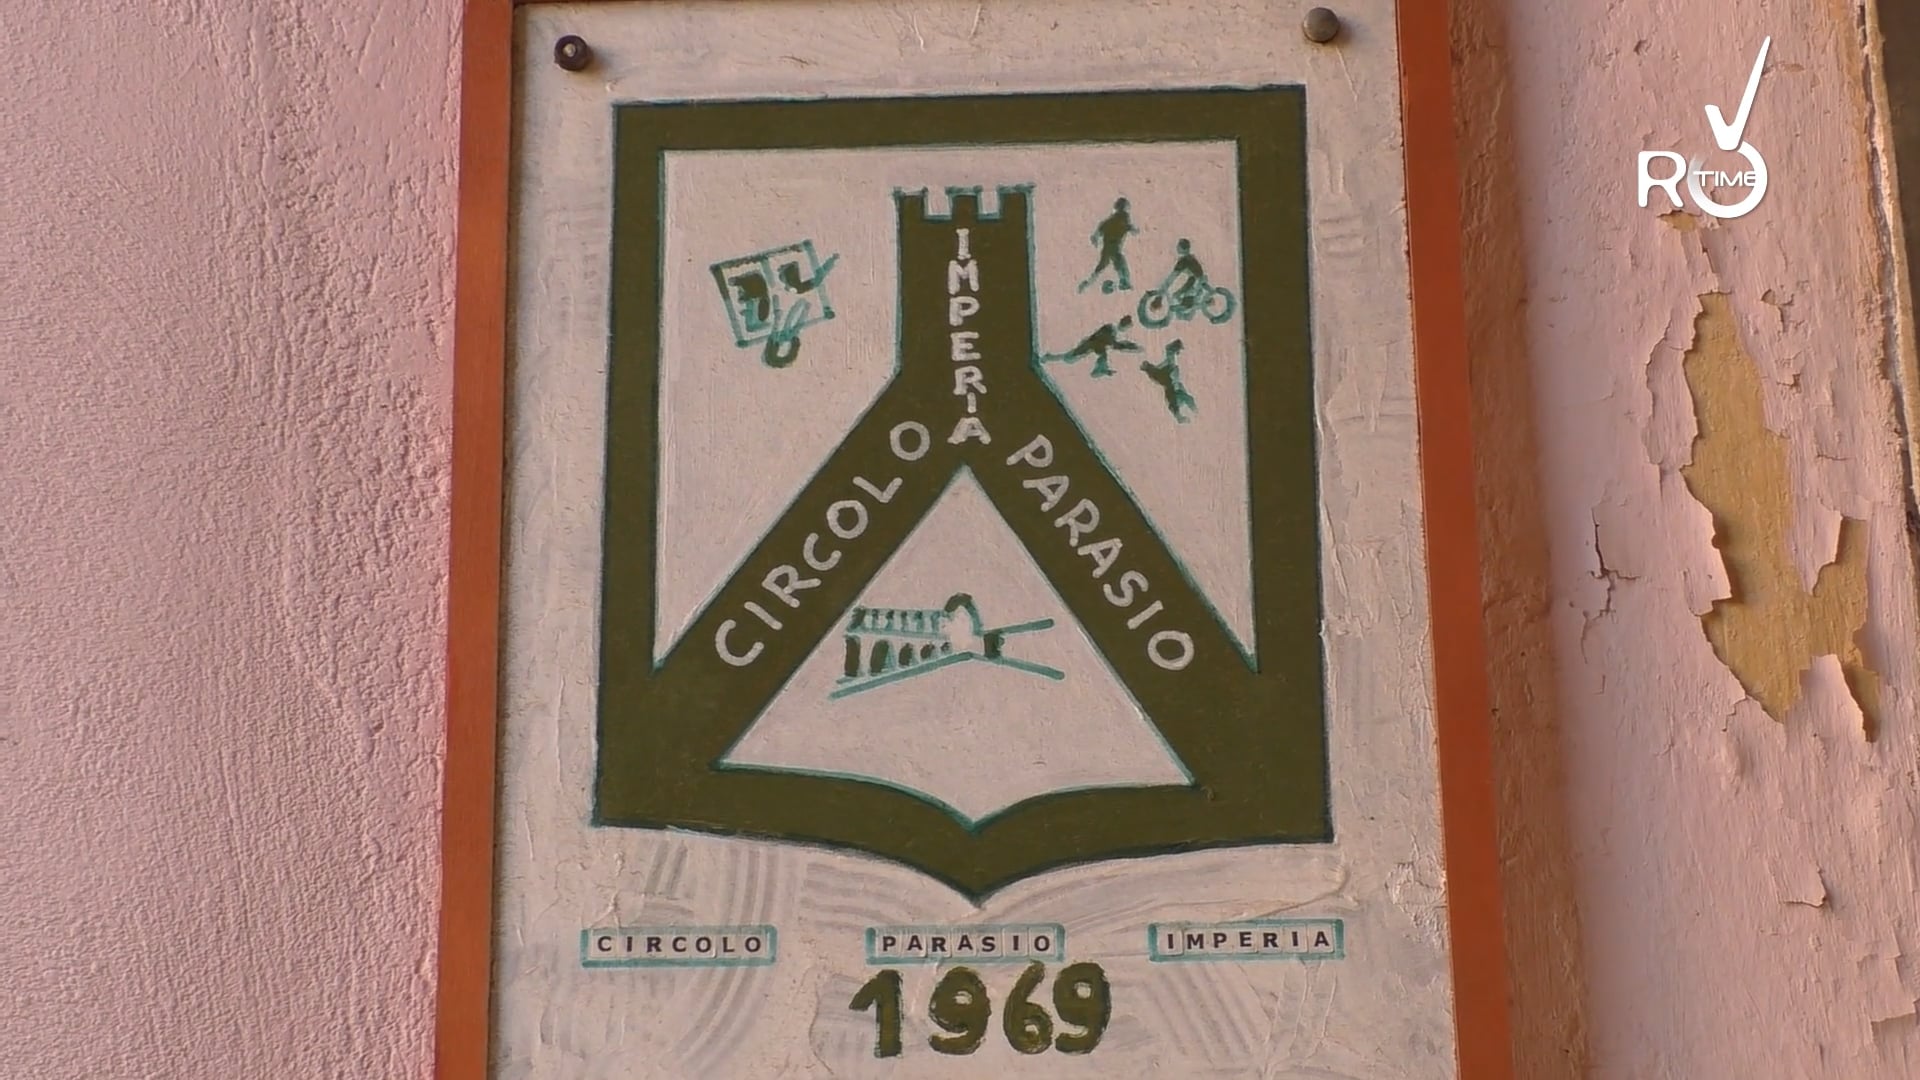 RO TIME
IMPERIA
CIRCOLO
PARASIO
CIRCOLO PARASIO IMPERIA
1969